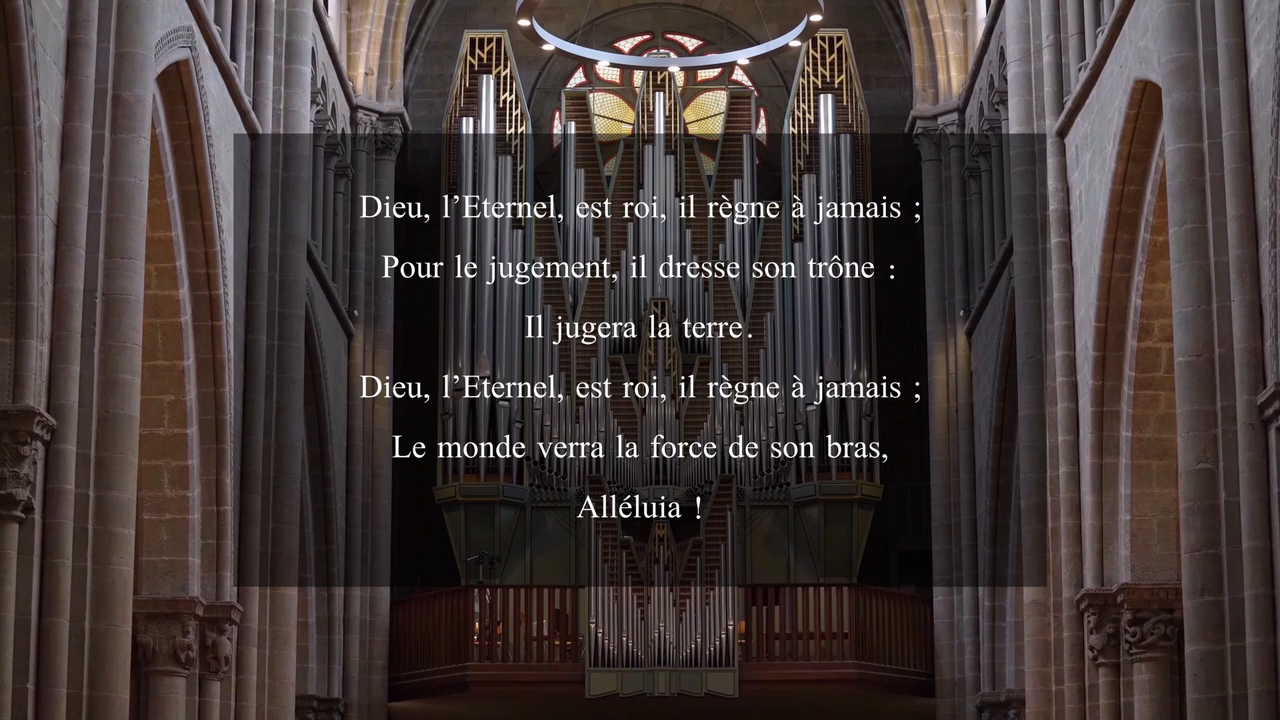 Dieu, l’Eternel, est roi, il règne à jamais ;
Pour le jugement, il dresse son trône :
Il jugera la terre.
Dieu, l’Eternel, est roi, il règne à jamais ;
Le monde verra la force de son bras,
Alléluia !